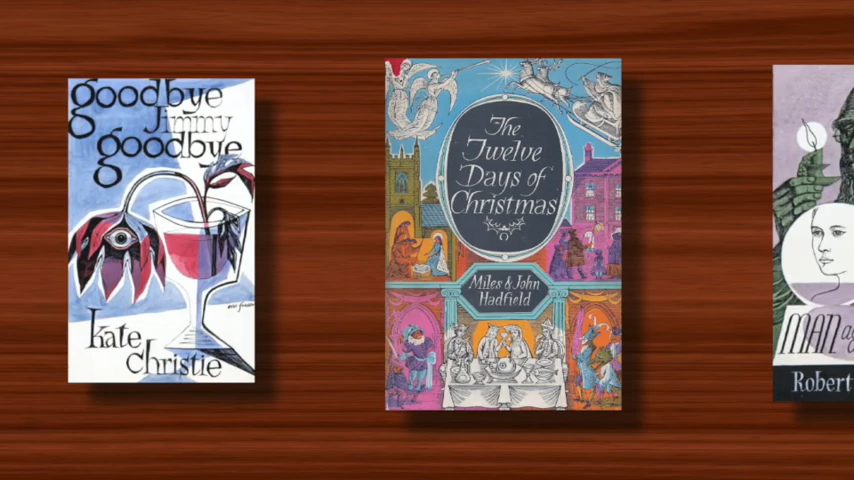 goodbye
Jimmy
goodbye
kate
christie
The
Twelve
Days of
Christmas
Miles & John
Hadfield
MAN
Robert